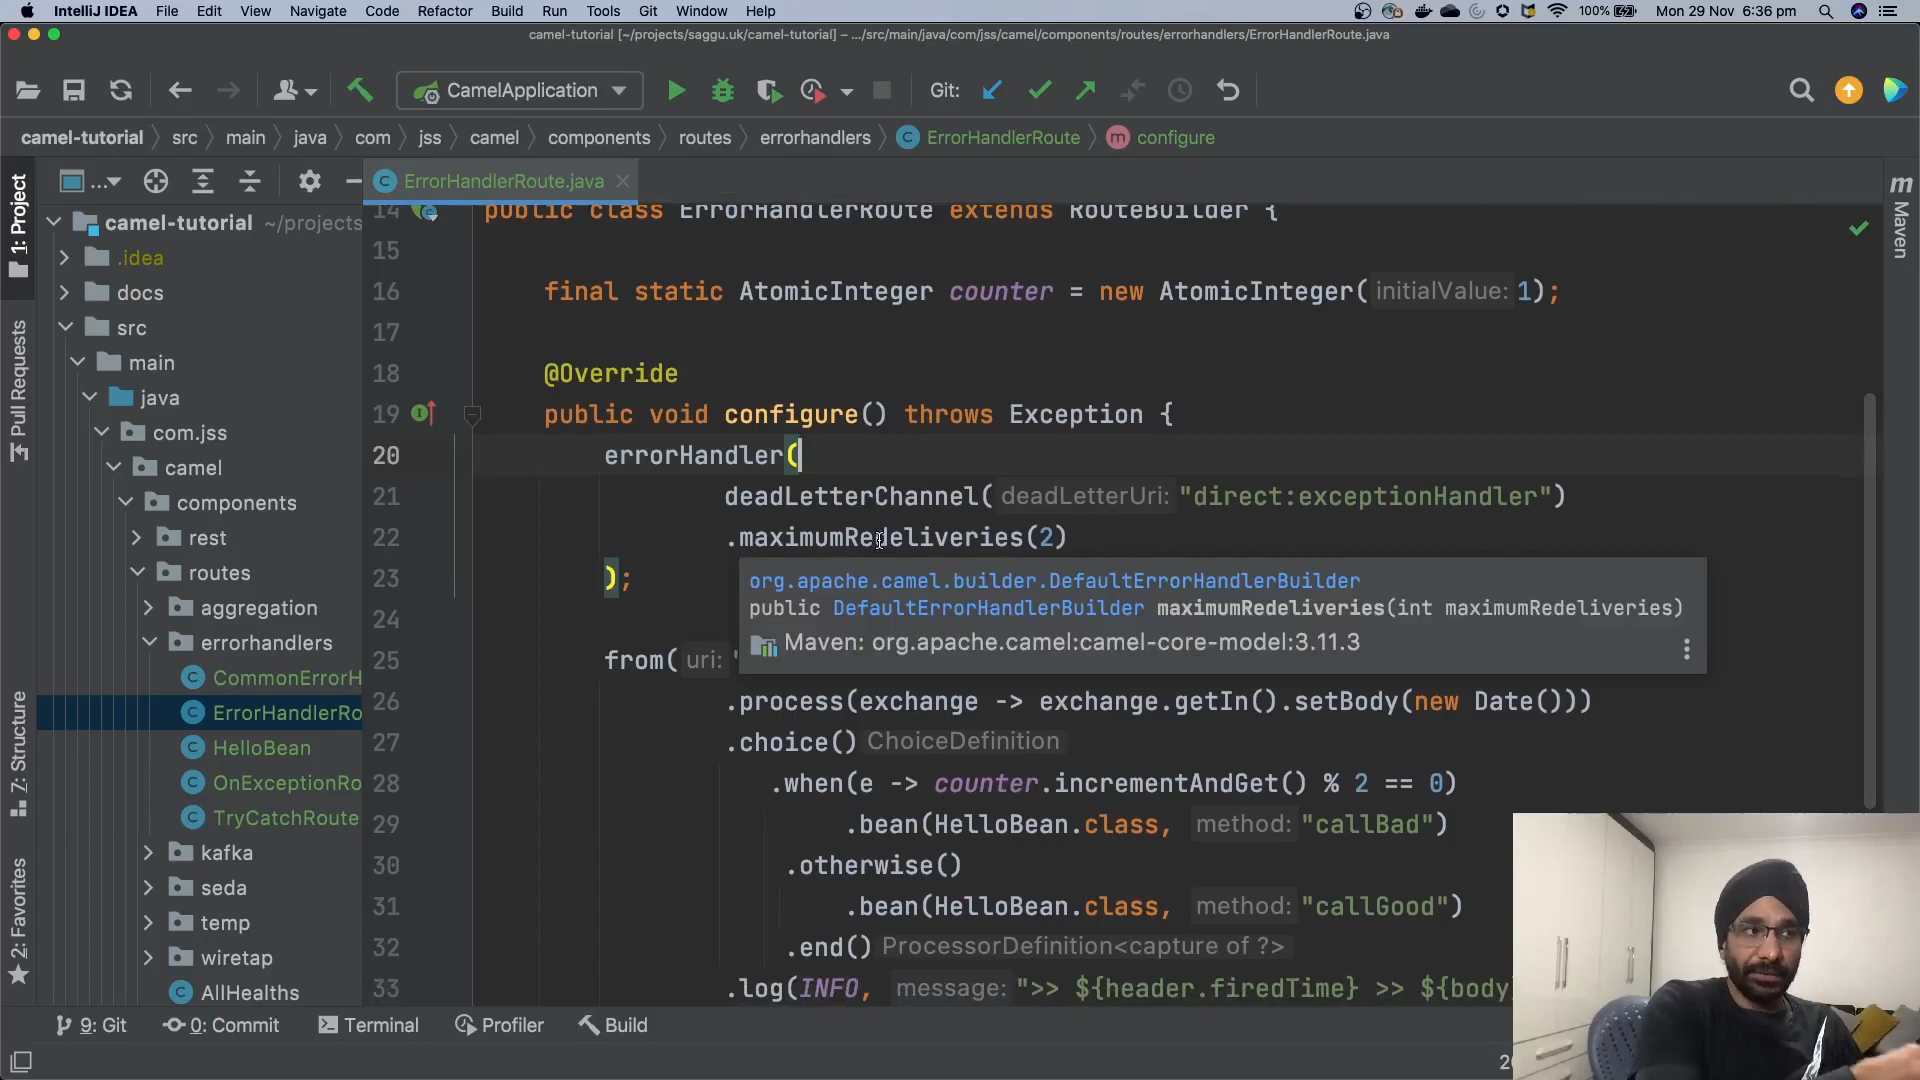 IntelliJ IDEA File Edit View Navigate Code Refactor Build Run Tools Git Window Help 100% Mon 29 Nov 6:36 pm
camel-tutorial [~/projects/saggu.uk/camel-tutorial] – .../src/main/java/com/jss/camel/components/routes/errorhandlers/ErrorHandlerRoute.java
CamelApplication Git:
camel-tutorial src main java com jss camel components routes errorhandlers C ErrorHandlerRoute m configure
1: Project
Pull Requests
7: Structure
2: Favorites
...
camel-tutorial ~/projects
.idea
docs
src
main
java
com.jss
camel
components
rest
routes
aggregation
errorhandlers
C CommonErrorH
C ErrorHandlerRo
C HelloBean
C OnExceptionRo
C TryCatchRoute
kafka
seda
temp
wiretap
C AllHealths
C ErrorHandlerRoute.java
14 public class ErrorHandlerRoute extends RouteBuilder {
15
16 final static AtomicInteger counter = new AtomicInteger( initialValue: 1);
17
18 @Override
19 public void configure() throws Exception {
20 errorHandler(
21 deadLetterChannel( deadLetterUri: "direct:exceptionHandler")
22 .maximumRedeliveries(2)
23 );
24
25 from( uri: "
26 .process(exchange -> exchange.getIn().setBody(new Date()))
27 .choice() ChoiceDefinition
28 .when(e -> counter.incrementAndGet() % 2 == 0)
29 .bean(HelloBean.class, method: "callBad")
30 .otherwise()
31 .bean(HelloBean.class, method: "callGood")
32 .end() ProcessorDefinition<capture of ?>
33 .log(INFO, message: ">> ${header.firedTime} >> ${body
org.apache.camel.builder.DefaultErrorHandlerBuilder
public DefaultErrorHandlerBuilder maximumRedeliveries(int maximumRedeliveries)
Maven: org.apache.camel:camel-core-model:3.11.3
m Maven
9: Git 0: Commit Terminal Profiler Build